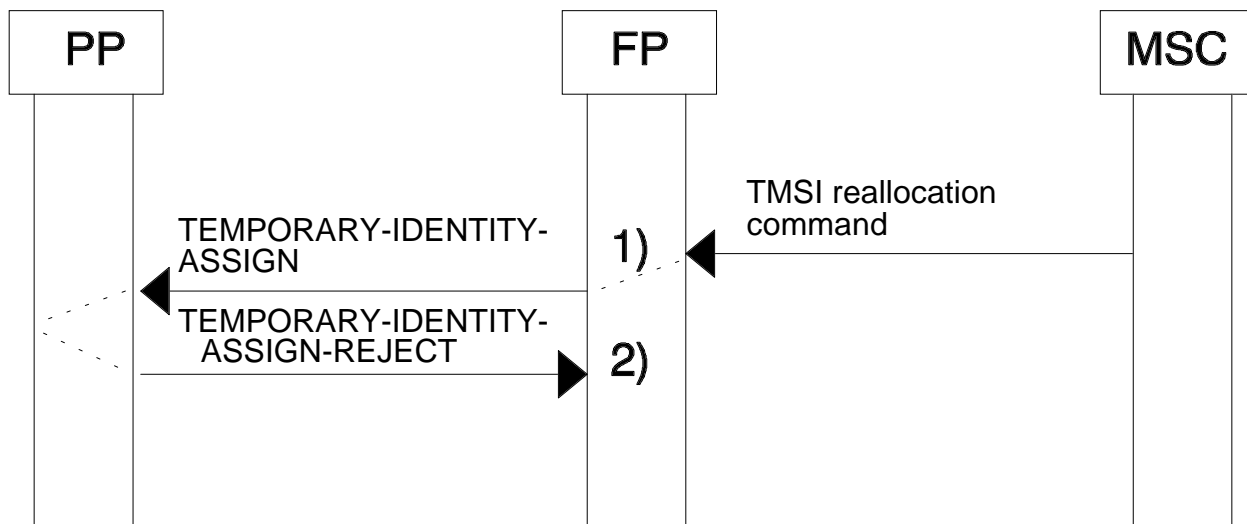 PP
FP
MSC
TMSI reallocation
command
TEMPORARY-IDENTITY-
ASSIGN
1)
TEMPORARY-IDENTITY-
ASSIGN-REJECT
2)